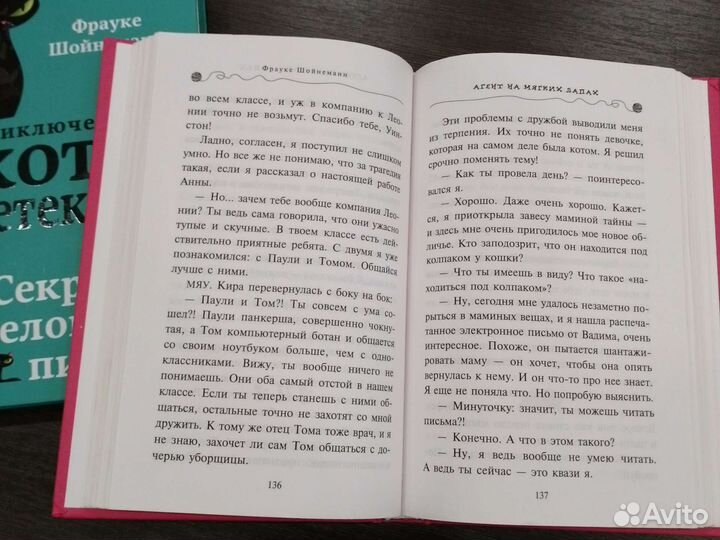 Фрауке
Шойн
иключе
кот
етек
Секр
пи
Фрауке Шойнеманн
во всем классе, и уж в компанию к Лео-
нии точно не возьмут. Спасибо тебе, Уин-
стон!
Ладно, согласен, я поступил не слишком
умно. Но все же не понимаю, что за трагедия
такая, если я рассказал о настоящей работе
Анны.
— Но... зачем тебе вообще компания Лео-
нии? Ты ведь сама говорила, что они ужасно
тупые и скучные. В твоем классе есть дей-
ствительно приятные ребята. С двумя я уже
познакомился: с Паули и Томом. Общайся
лучше с ними.
МЯУ. Кира перевернулась с боку на бок:
— Паули и Том?! Ты совсем с ума со-
шел?! Паули панкерша, совершенно чокну-
тая, а Том компьютерный ботан и общается
со своим ноутбуком больше, чем с одно-
классниками. Вижу, ты вообще ничего не
понимаешь. Они оба самый отстой в нашем
классе. Если ты теперь станешь с ними об-
щаться, остальные точно не захотят со мной
дружить. К тому же отец Тома тоже врач, и я
не знаю, захочет ли сам Том общаться с до-
черью уборщицы.
136
АГЕНТ НА МЯГКИХ ЛАПАХ
Эти проблемы с дружбой выводили меня
из терпения. Их точно не понять девочке,
которая на самом деле была котом. Я решил
срочно поменять тему!
— Как ты провела день? — поинтересо-
вался я.
— Хорошо. Даже очень хорошо. Кажет-
ся, я приоткрыла завесу маминой тайны —
и здесь мне очень пригодилось мое новое об-
личье. Кто заподозрит, что он находится под
колпаком у кошки?
— Что ты имеешь в виду? Что такое «на-
ходиться под колпаком»?
— Ну, сегодня мне удалось незаметно по-
рыться в маминых вещах, и я нашла распеча-
танное электронное письмо от Вадима, очень
интересное. Похоже, он пытается шантажи-
ровать маму — он хочет, чтобы она опять
вернулась к нему. И он что-то про нее знает.
Я еще не поняла что. Но попробую выяснить.
— Минуточку: значит, ты можешь читать
письма?!
— Конечно. А что в этом такого?
— Ну, я ведь вообще не умею читать.
А ведь ты сейчас — это квази я.
137
Avito